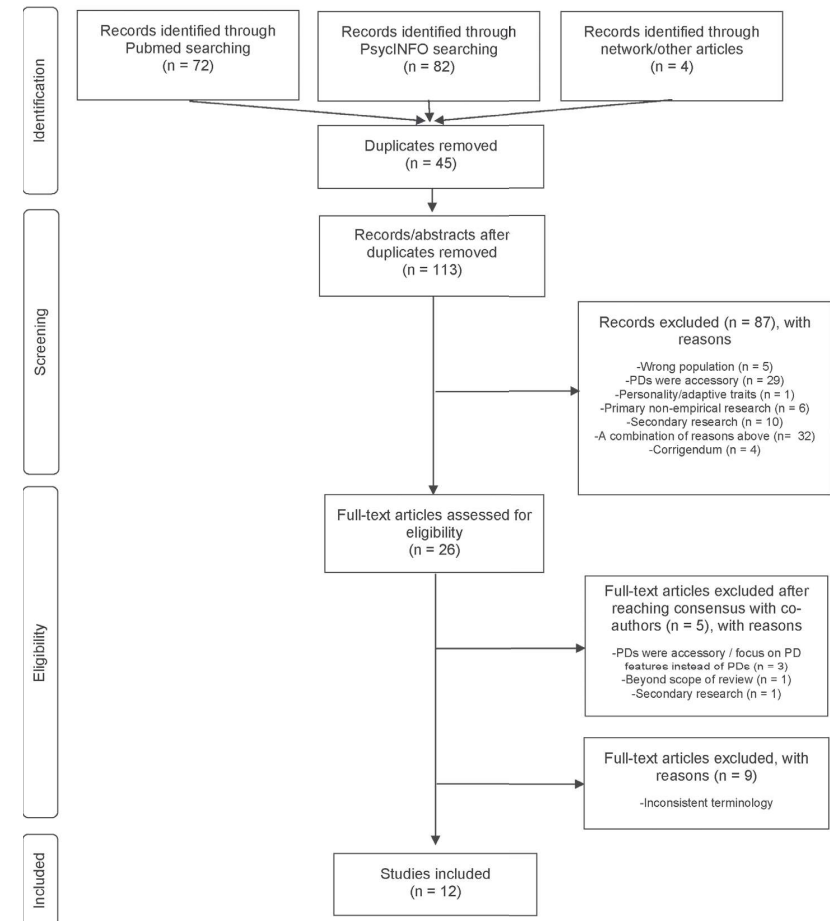 Identification
Records identified through
Pubmed searching
(n = 72)
Records identified through
PsycINFO searching
(n = 82)
Records identified through
network/other articles
(n = 4)
Duplicates removed
(n = 45)
Screening
Records/abstracts after
duplicates removed
(n = 113)
Records excluded (n = 87), with
reasons
-Wrong population (n = 5)
-PDs were accessory (n = 29)
-Personality/adaptive traits (n = 1)
-Primary non-empirical research (n = 6)
-Secondary research (n = 10)
-A combination of reasons above (n= 32)
-Corrigendum (n = 4)
Eligibility
Full-text articles assessed for
eligibility
(n = 26)
Full-text articles excluded after
reaching consensus with co-
authors (n = 5), with reasons
-PDs were accessory / focus on PD
features instead of PDs (n = 3)
-Beyond scope of review (n = 1)
-Secondary research (n = 1)
Full-text articles excluded, with
reasons (n = 9)
-Inconsistent terminology
Included
Studies included
(n = 12)